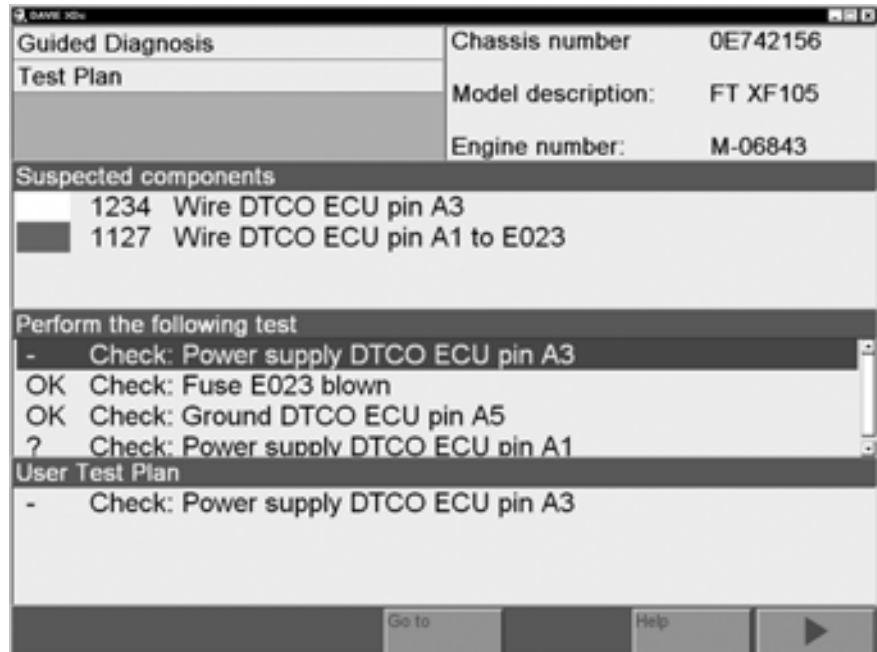 DAVIE XDc
Guided Diagnosis
Test Plan
Chassis number 0E742156
Model description: FT XF105
Engine number: M-06843
Suspected components
1234 Wire DTCO ECU pin A3
1127 Wire DTCO ECU pin A1 to E023
Perform the following test
- Check: Power supply DTCO ECU pin A3
OK Check: Fuse E023 blown
OK Check: Ground DTCO ECU pin A5
? Check: Power supply DTCO ECU pin A1
User Test Plan
- Check: Power supply DTCO ECU pin A3
Go to
Help